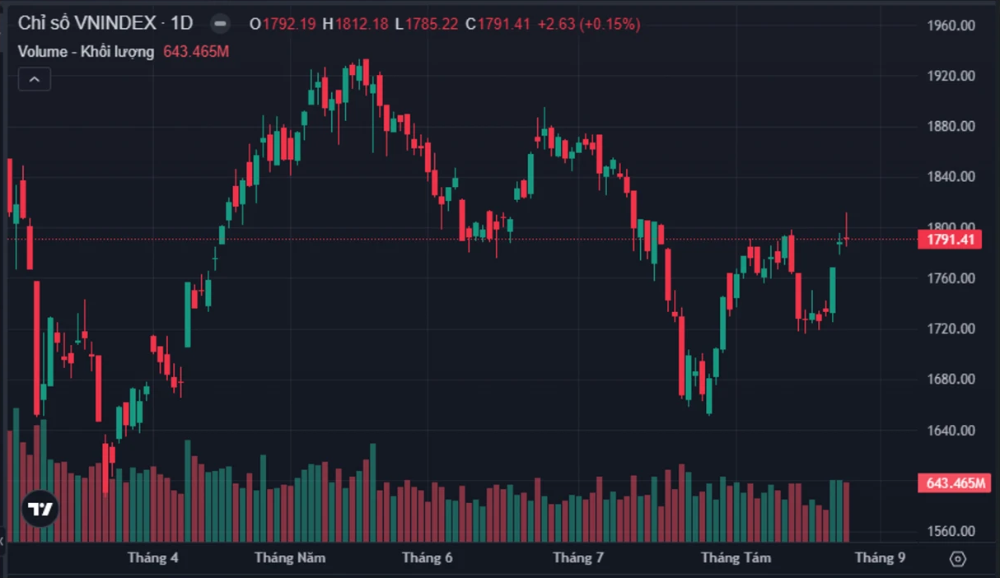 Chỉ số VNINDEX · 1D O1792.19 H1812.18 L1785.22 C1791.41 +2.63 (+0.15%)
Volume - Khối lượng 643.465M
1960.00
1920.00
1880.00
1840.00
1800.00
1791.41
1760.00
1720.00
1680.00
1640.00
643.465M
1560.00
Tháng 4 Tháng Năm Tháng 6 Tháng 7 Tháng Tám Tháng 9